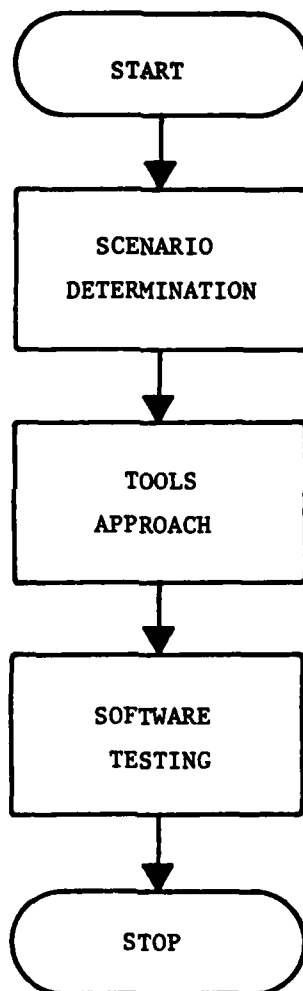 START
SCENARIO
DETERMINATION
TOOLS
APPROACH
SOFTWARE
TESTING
STOP